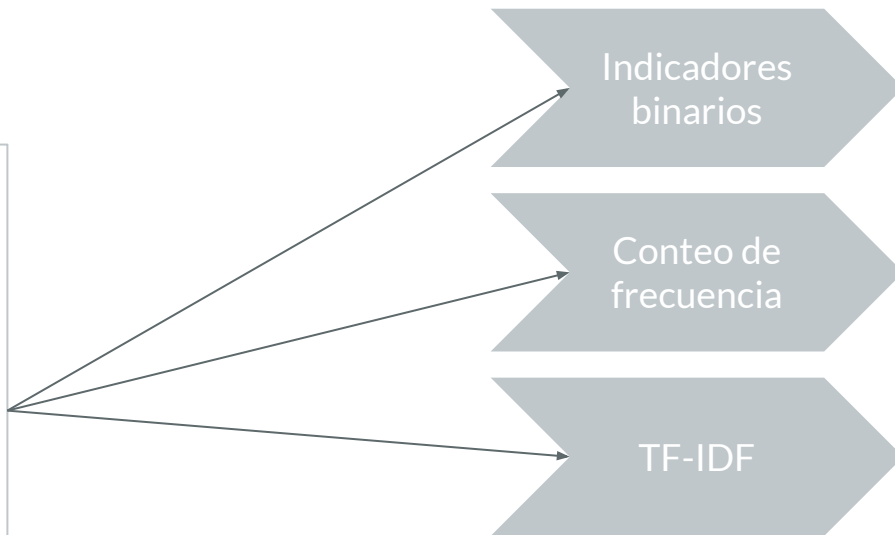 Indicadores
binarios
Conteo de
frecuencia
TF-IDF